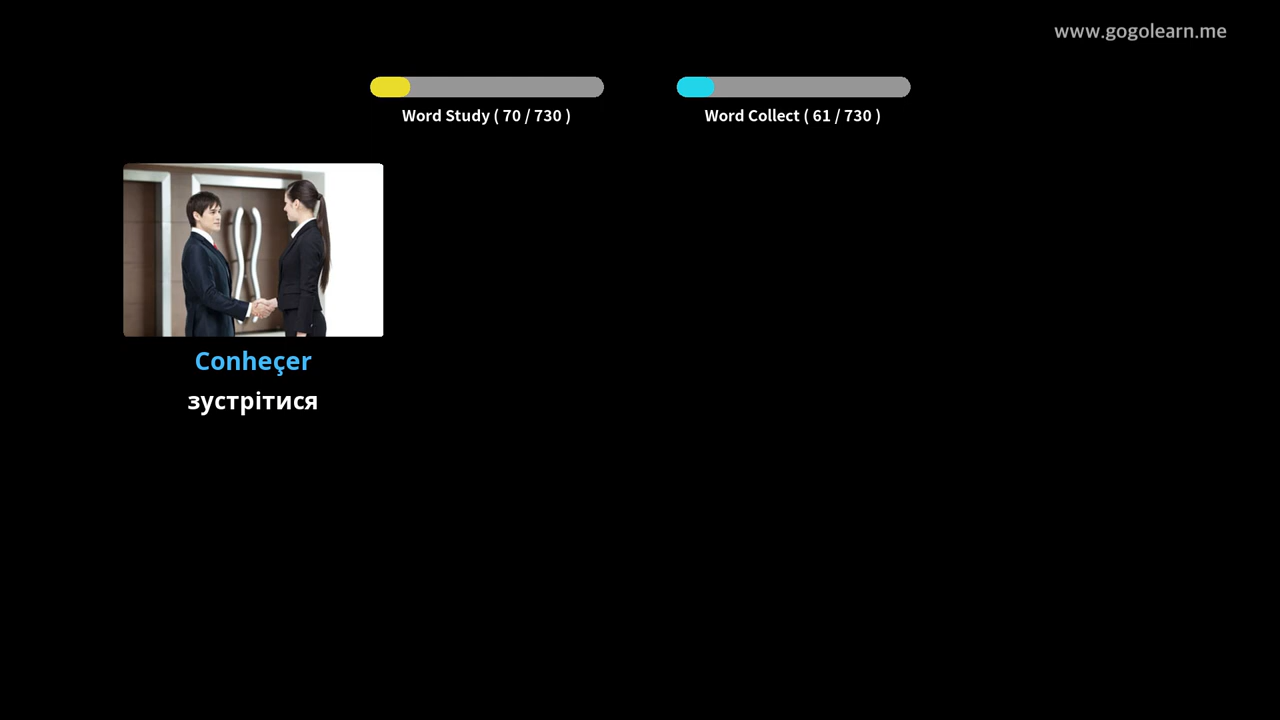 www.gogolearn.me
Word Study ( 70 / 730 )
Word Collect ( 61 / 730 )
Conheçer
зустрітися